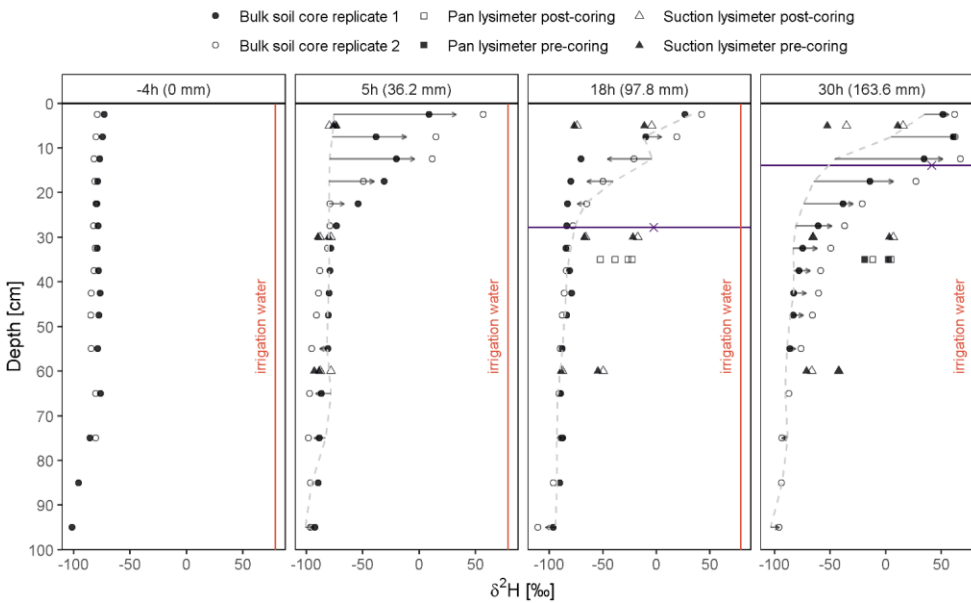 Bulk soil core replicate 1 Pan lysimeter post-coring Suction lysimeter post-coring
Bulk soil core replicate 2 Pan lysimeter pre-coring Suction lysimeter pre-coring
-4h (0 mm) 5h (36.2 mm) 18h (97.8 mm) 30h (163.6 mm)
0
10
20
30
40
50
60
70
80
90
100
Depth [cm]
irrigation water irrigation water irrigation water irrigation water
-100 -50 0 50 -100 -50 0 50 -100 -50 0 50 -100 -50 0 50
δ²H [‰]